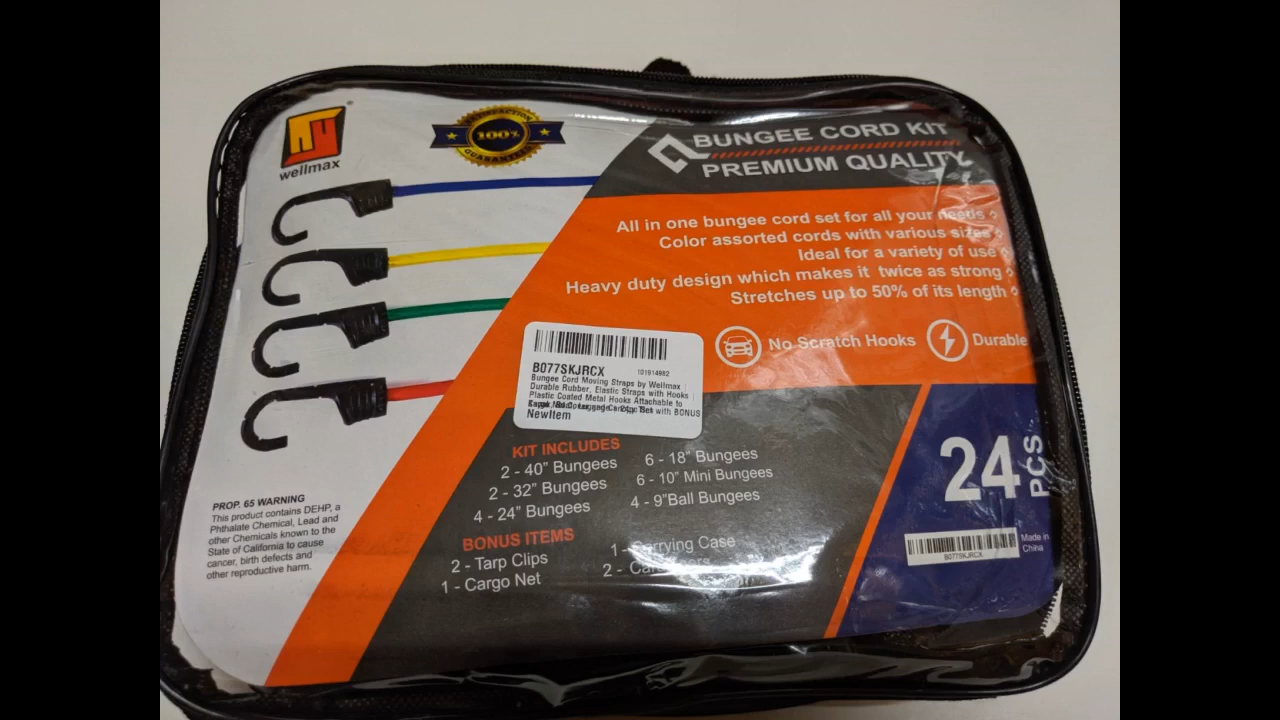 wellmax
SATISFACTION
100%
GUARANTEE
BUNGEE CORD KIT
PREMIUM QUALITY
All in one bungee cord set for all your needs
Color assorted cords with various sizes
Ideal for a variety of use
Heavy duty design which makes it twice as strong
Stretches up to 50% of its length
No Scratch Hooks
Durable
B077SKJRCX
101914982
Bungee Cord Moving Straps by Wellmax |
Durable Rubber, Elastic Straps with Hooks |
Plastic Coated Metal Hooks Attachable to
with BONUS
NewItem
KIT INCLUDES
2 - 40” Bungees
2 - 32” Bungees
4 - 24” Bungees
6 - 18” Bungees
6 - 10” Mini Bungees
4 - 9”Ball Bungees
BONUS ITEMS
2 - Tarp Clips
1 - Cargo Net
1 - Carrying Case
2 -
24 PCS
B077SKJRCX
Made in
China
PROP. 65 WARNING
This product contains DEHP, a
Phthalate Chemical, Lead and
other Chemicals known to the
State of California to cause
cancer, birth defects and
other reproductive harm.